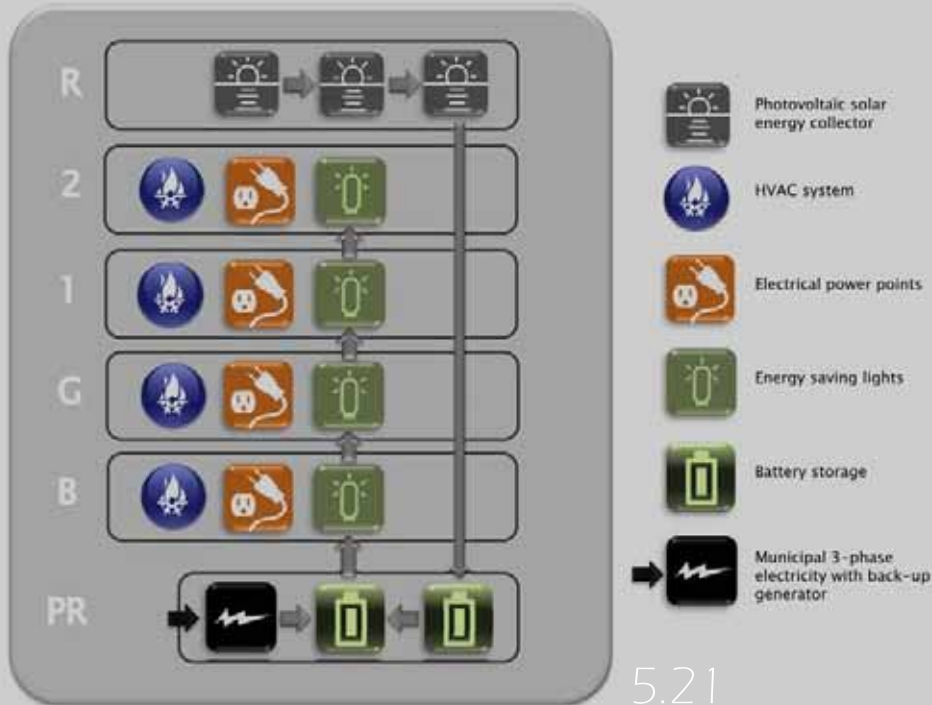 R
2
1
G
B
PR
Photovoltaic solar
energy collector
HVAC system
Electrical power points
Energy saving lights
Battery storage
Municipal 3-phase
electricity with back-up
generator
5.21